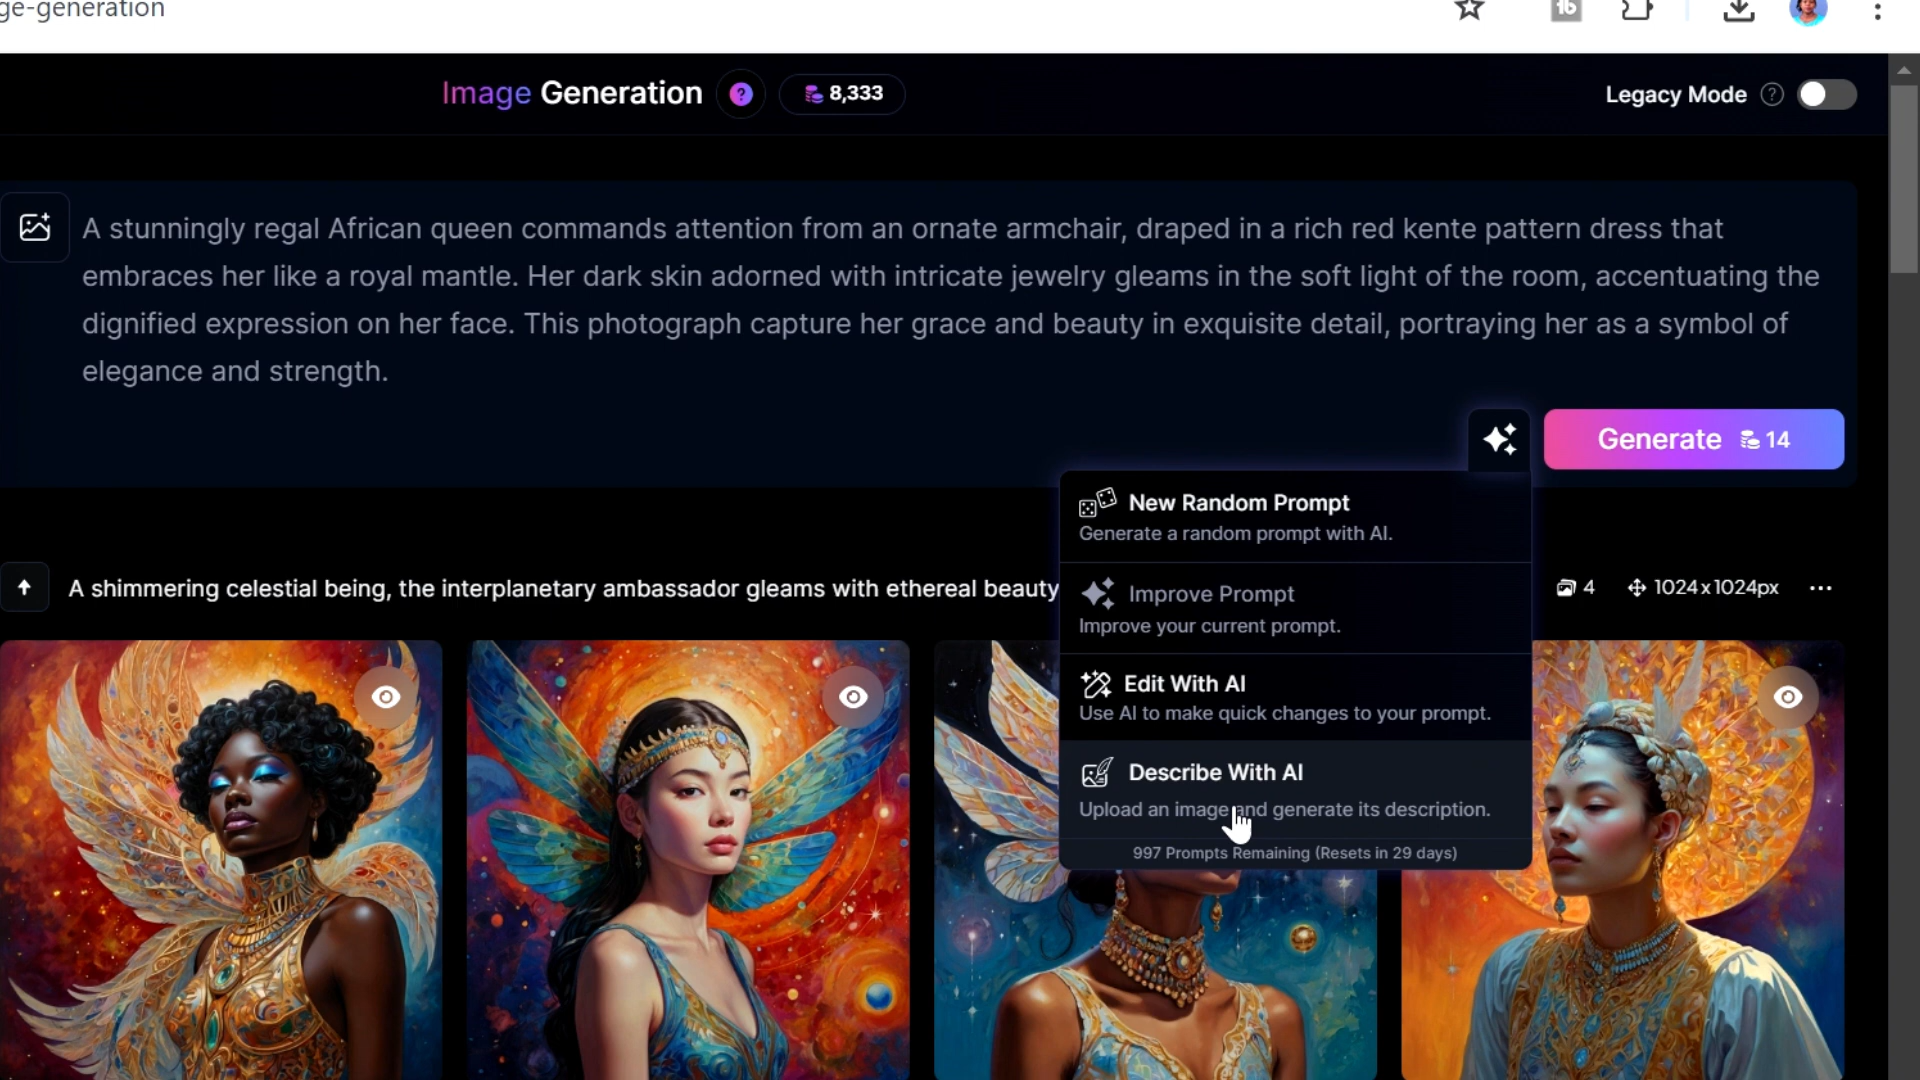 ge-generation
Image Generation
8,333
Legacy Mode
A stunningly regal African queen commands attention from an ornate armchair, draped in a rich red kente pattern dress that
embraces her like a royal mantle. Her dark skin adorned with intricate jewelry gleams in the soft light of the room, accentuating the
dignified expression on her face. This photograph capture her grace and beauty in exquisite detail, portraying her as a symbol of
elegance and strength.
Generate 14
New Random Prompt
Generate a random prompt with AI.
Improve Prompt
Improve your current prompt.
Edit With AI
Use AI to make quick changes to your prompt.
Describe With AI
Upload an image and generate its description.
997 Prompts Remaining (Resets in 29 days)
A shimmering celestial being, the interplanetary ambassador gleams with ethereal beauty
4
1024x1024px